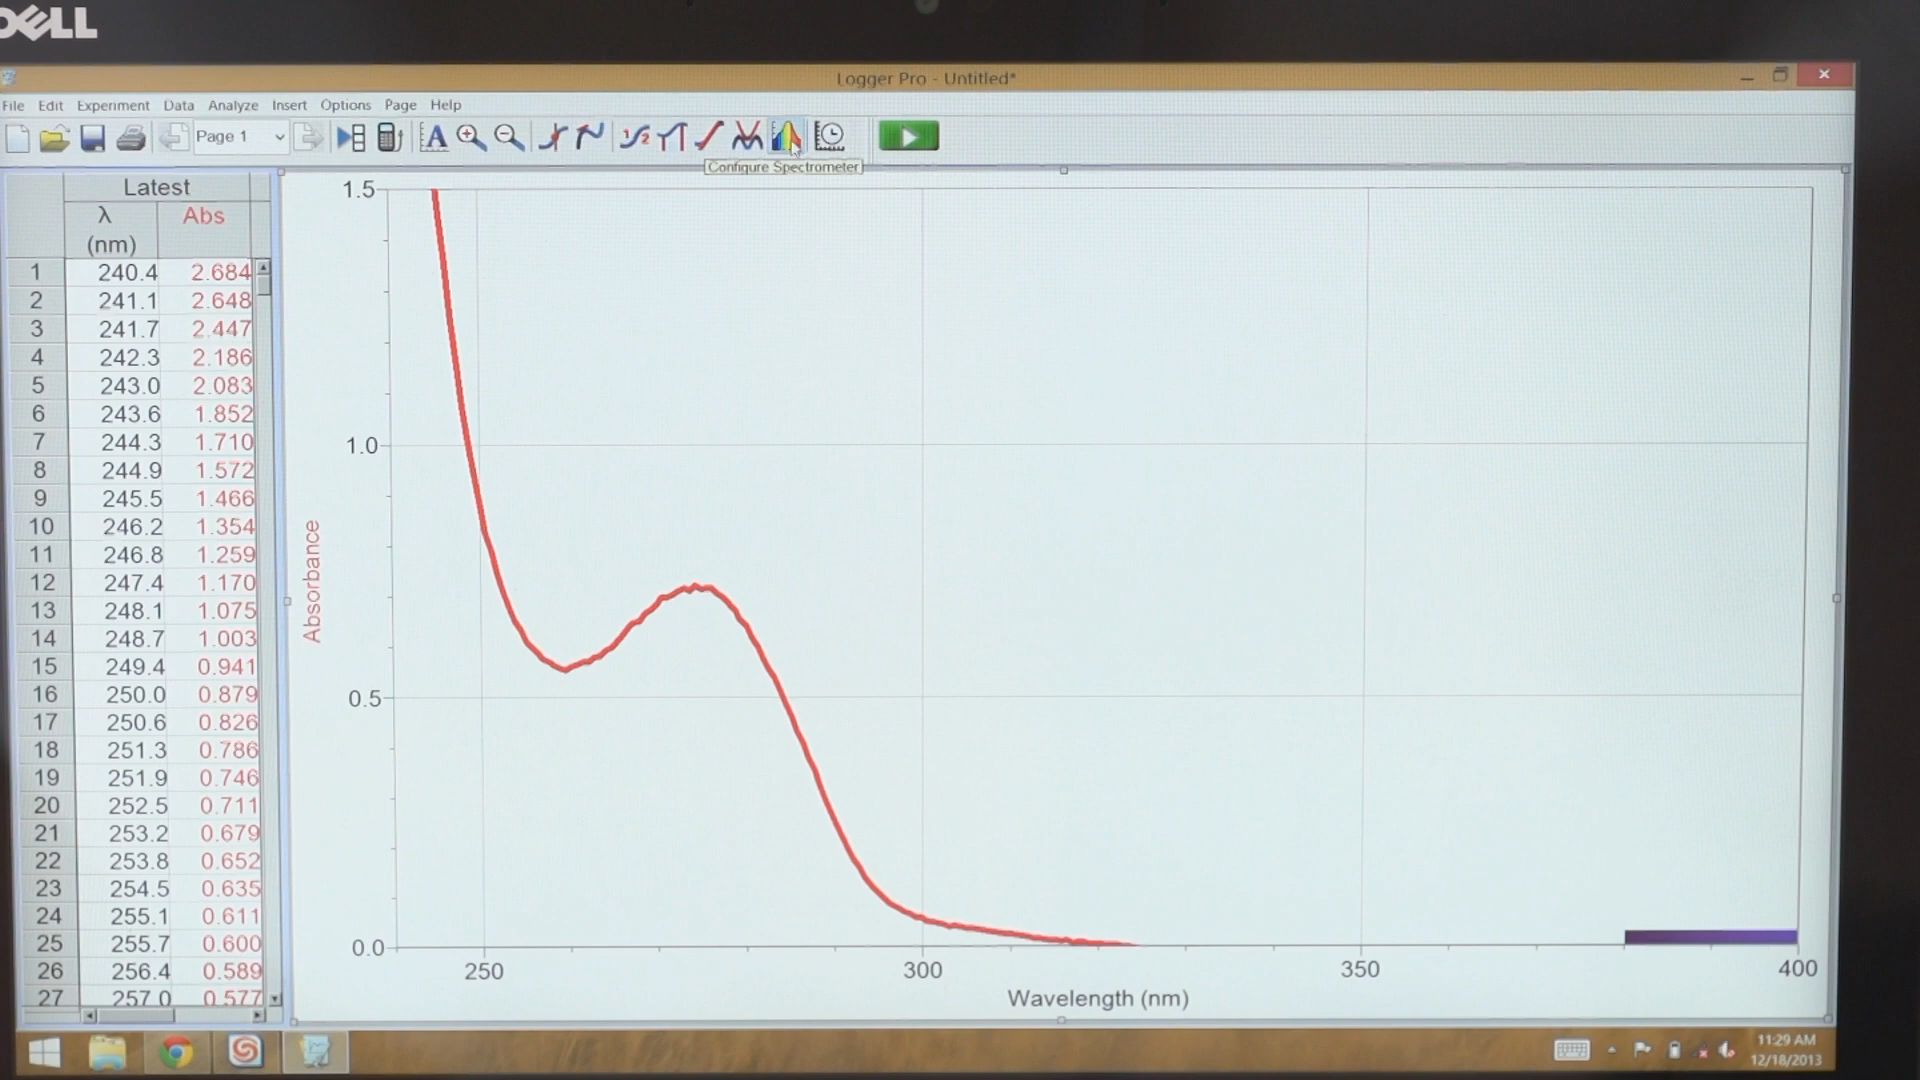 DELL
Logger Pro - Untitled*
File Edit Experiment Data Analyze Insert Options Page Help
Page 1
Configure Spectrometer
Latest
λ Abs
(nm)
1 240.4 2.684
2 241.1 2.648
3 241.7 2.447
4 242.3 2.186
5 243.0 2.083
6 243.6 1.852
7 244.3 1.710
8 244.9 1.572
9 245.5 1.466
10 246.2 1.354
11 246.8 1.259
12 247.4 1.170
13 248.1 1.075
14 248.7 1.003
15 249.4 0.941
16 250.0 0.879
17 250.6 0.826
18 251.3 0.786
19 251.9 0.746
20 252.5 0.711
21 253.2 0.679
22 253.8 0.652
23 254.5 0.635
24 255.1 0.611
25 255.7 0.600
26 256.4 0.589
27 257.0 0.577
1.5
1.0
0.5
0.0
Absorbance
250 300 350 400
Wavelength (nm)
11:29 AM
12/18/2013